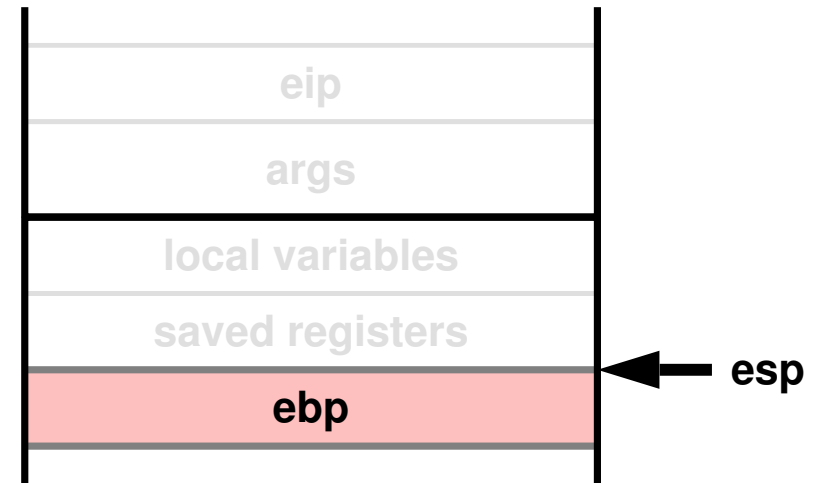 eip
args
local variables
saved registers
esp
ebp